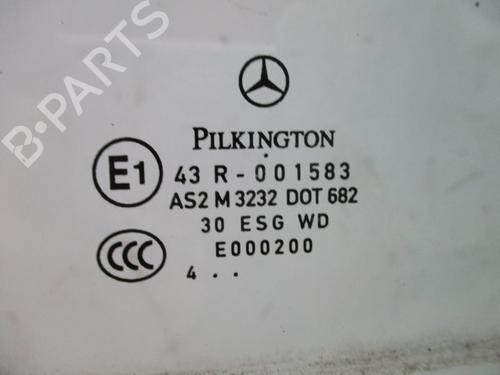 B-PARTS
PILKINGTON
E1
43 R - 001583
AS2 M 3232 DOT 682
30 ESG WD
E000200
CCC
4 . .